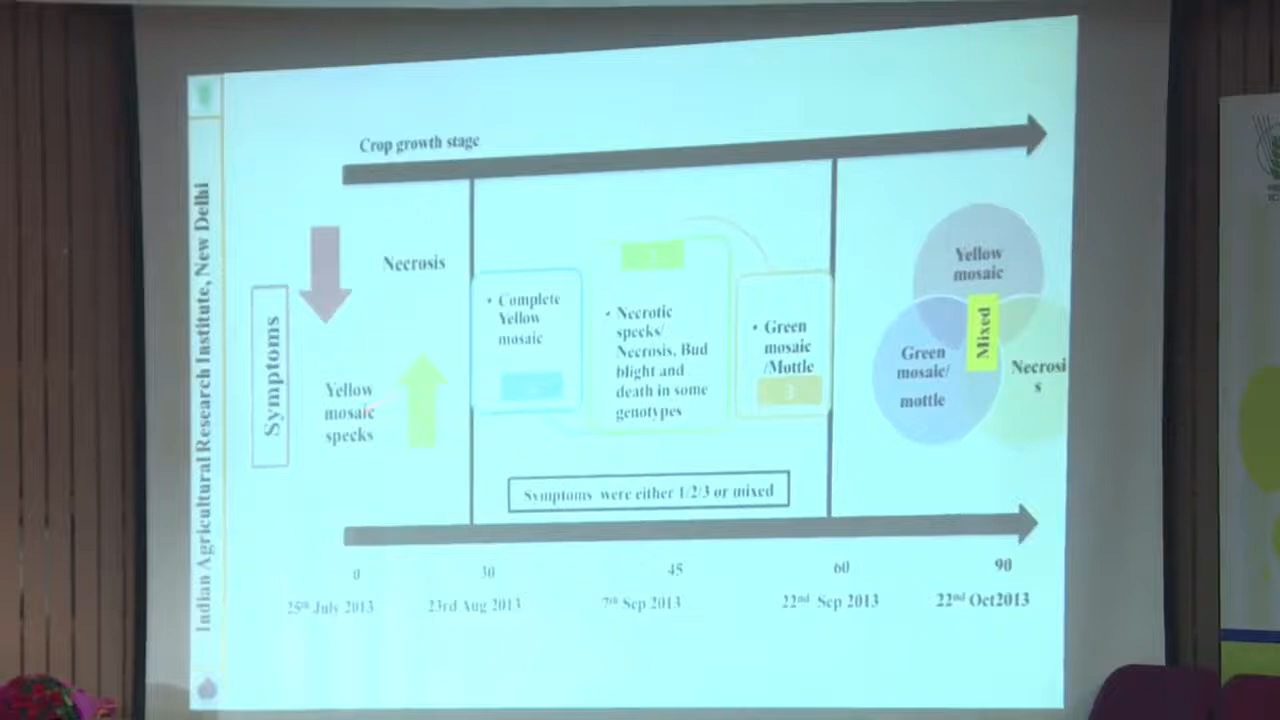 Indian Agricultural Research Institute, New Delhi
Crop growth stage
Symptoms
Necrosis
Yellow
mosaic
specks
• Complete
Yellow
mosaic
• Necrotic
specks/
Necrosis, Bud
blight and
death in some
genotypes
• Green
mosaic
/Mottle
3
Yellow
mosaic
Mixed
Green
mosaic/
mottle
Necrosi
s
Symptoms were either 1/2/3 or mixed
0 30 45 60 90
25th July 2013 23rd Aug 2013 7th Sep 2013 22nd Sep 2013 22nd Oct2013